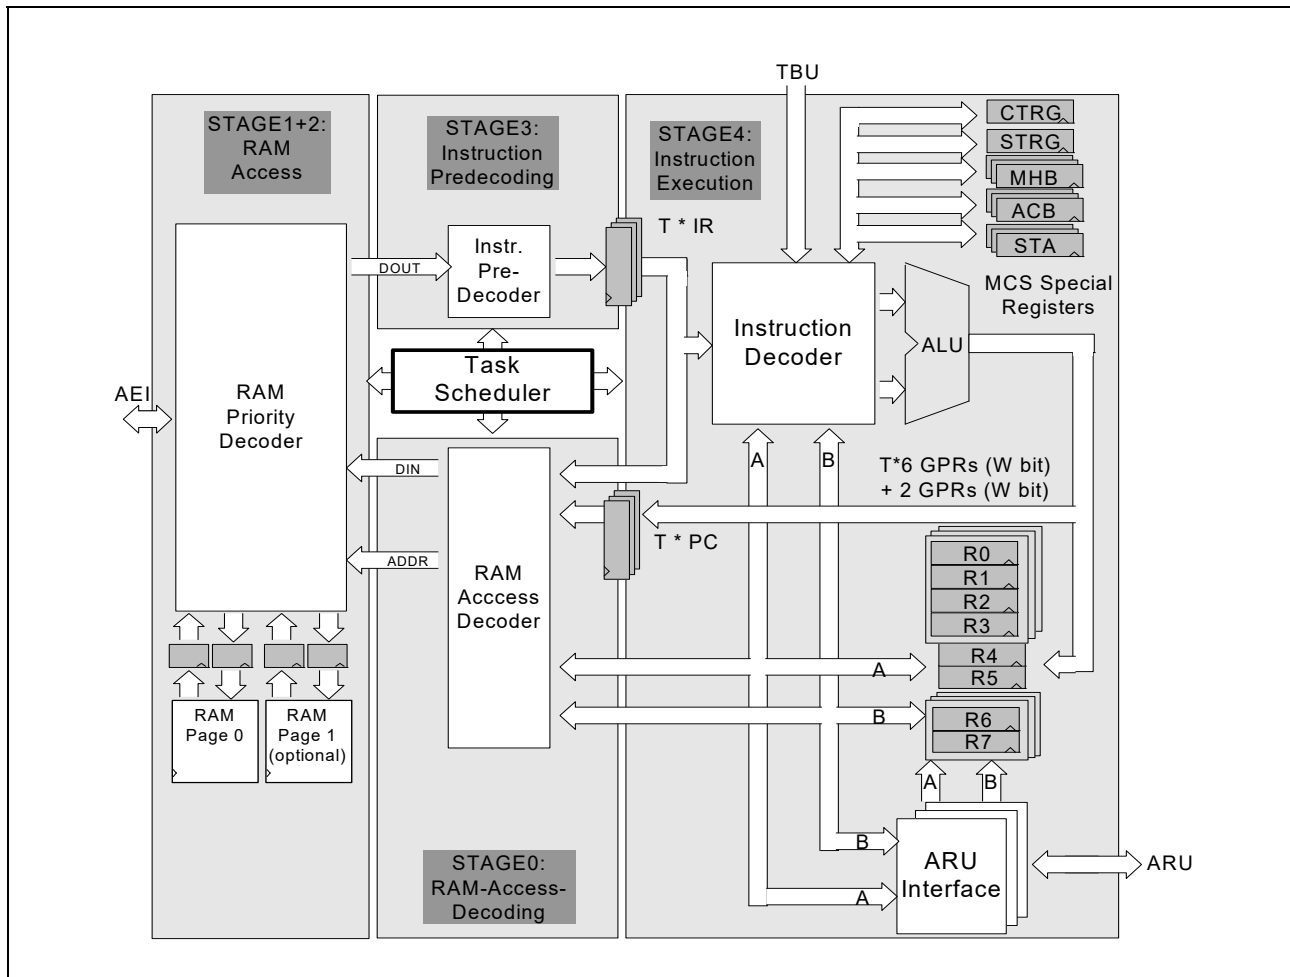 TBU
STAGE1+2:
RAM
Access
STAGE3:
Instruction
Predecoding
STAGE4:
Instruction
Execution
CTRG
STRG
MHB
ACB
STA
MCS Special
Registers
T * IR
DOUT
Instr.
Pre-
Decoder
Instruction
Decoder
ALU
Task
Scheduler
AEI
RAM
Priority
Decoder
DIN
ADDR
A
B
T*6 GPRs (W bit)
+ 2 GPRs (W bit)
T * PC
RAM
Acccess
Decoder
R0
R1
R2
R3
R4
R5
A
B
R6
R7
RAM
Page 0
RAM
Page 1
(optional)
A
B
B
A
ARU
Interface
ARU
STAGE0:
RAM-Access-
Decoding